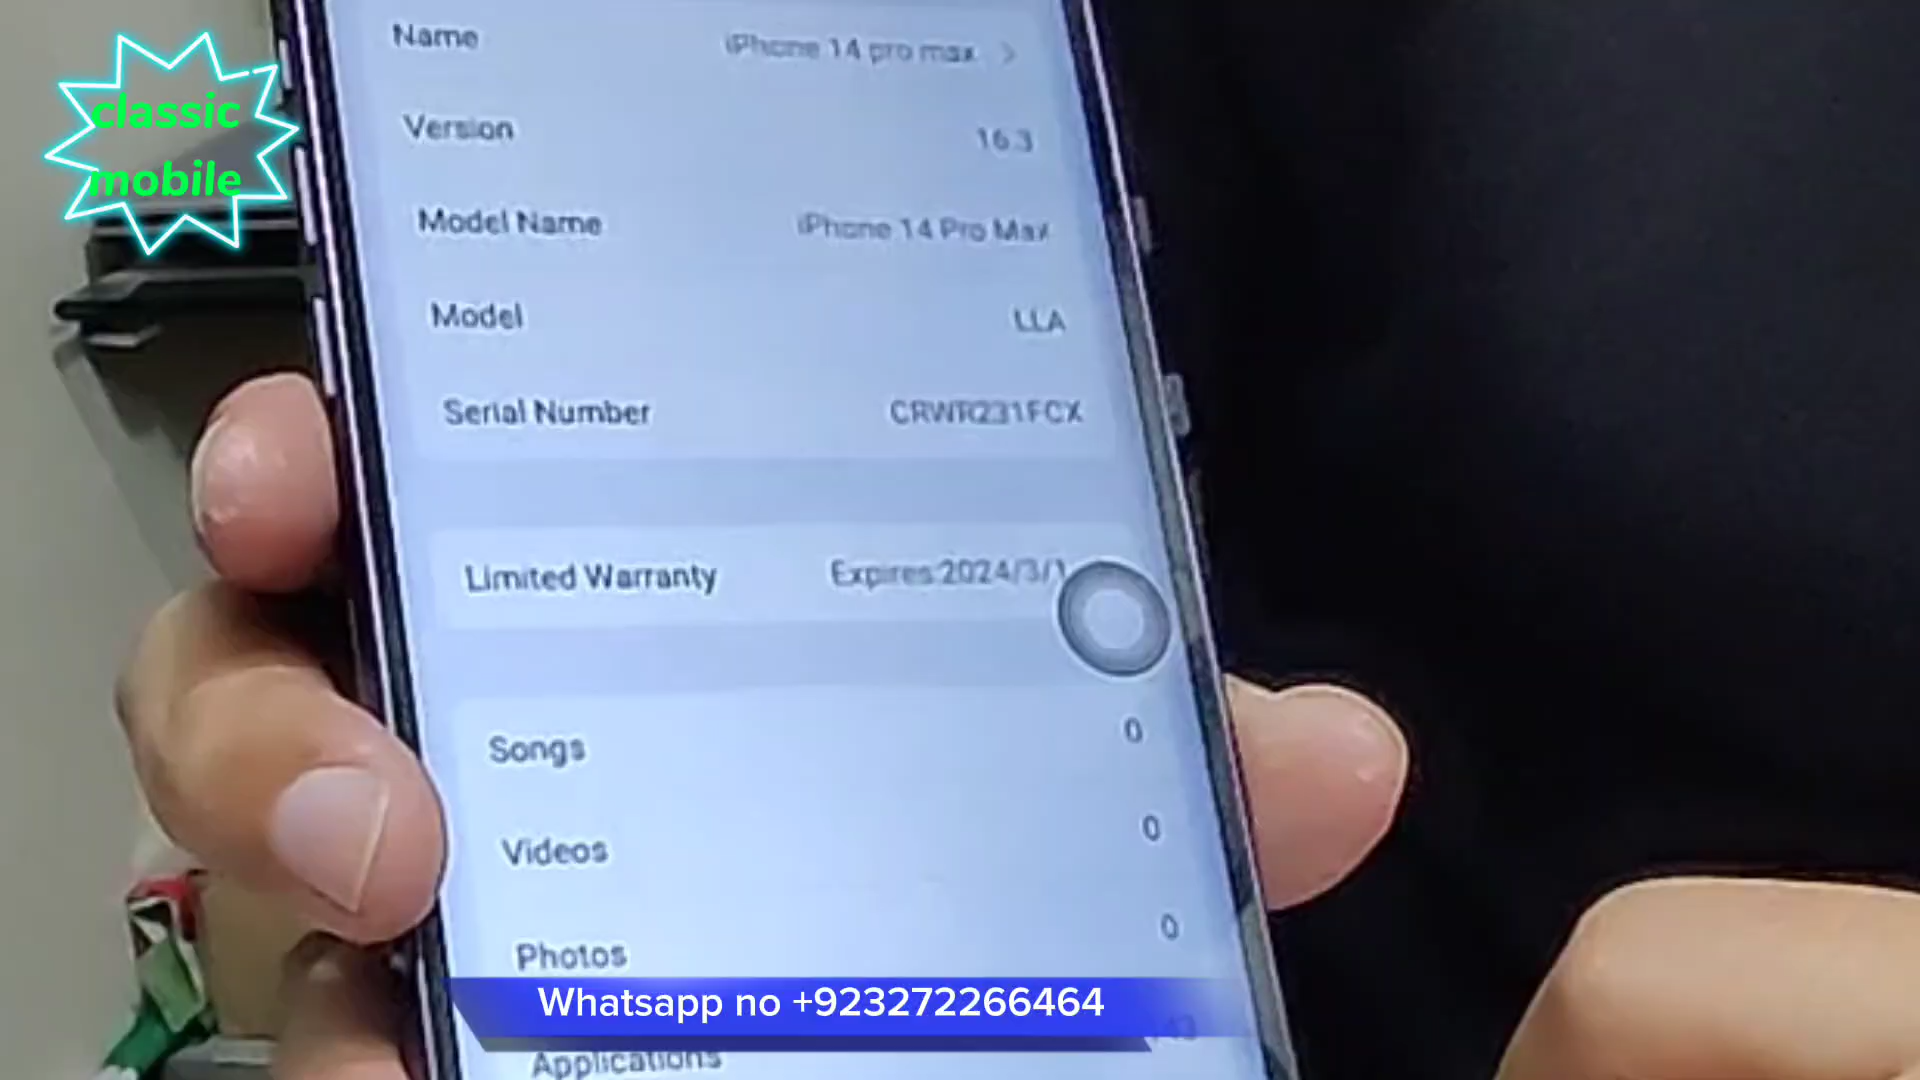 classic
mobile
Name iPhone 14 pro max
Version 16.3
Model Name iPhone 14 Pro Max
Model LLA
Serial Number CRWR231FCX
Limited Warranty Expires:2024/3/1
Songs 0
Videos 0
Photos 0
Whatsapp no +923272266464
Applications